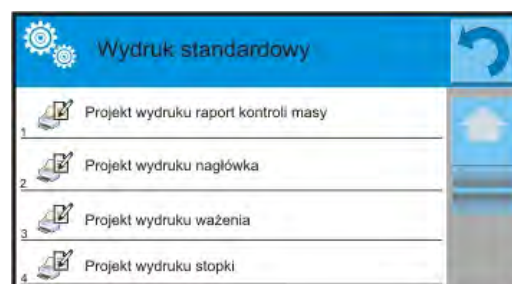 Wydruk standardowy
1 Projekt wydruku raport kontroli masy
2 Projekt wydruku nagłówka
3 Projekt wydruku ważenia
4 Projekt wydruku stopki